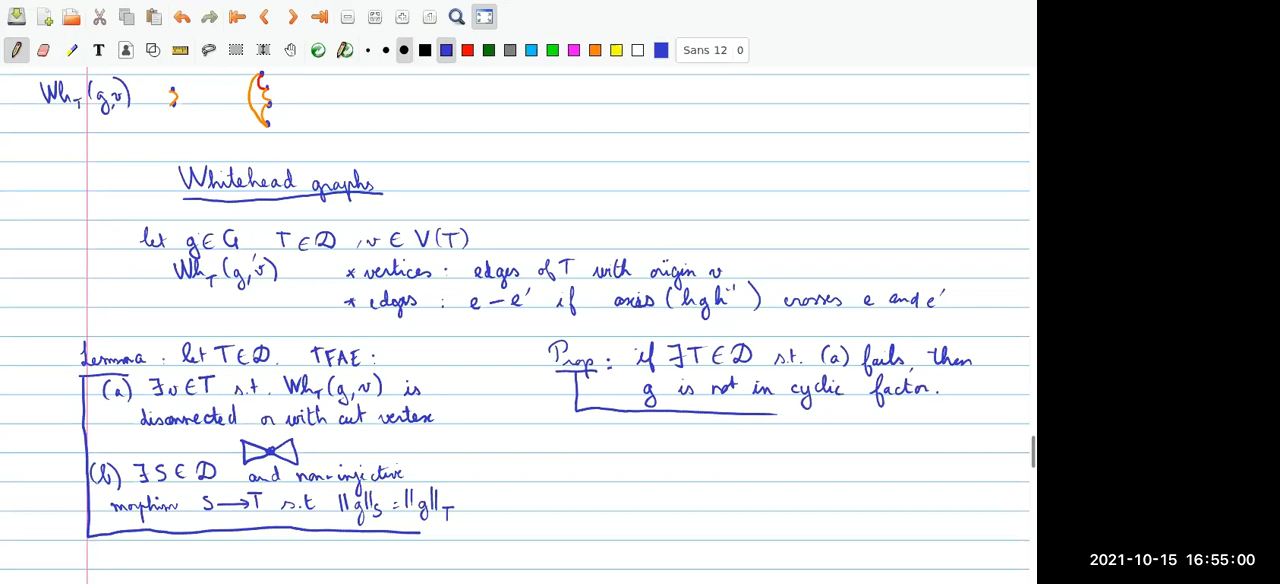 Sans 12 0
Wh_T(g,v)
Whitehead graphs
let g ∈ G T ∈ D, v ∈ V(T)
Wh_T(g,v) * vertices: edges of T with origin v
* edges: e – e' if axis(hgh⁻¹) crosses e and e'
Lemma: let T ∈ D. TFAE:
(a) ∃ v ∈ T s.t. Wh_T(g,v) is
disconnected or with cut vertex
(b) ∃ S ∈ D and non-injective
morphism S → T s.t ||g||_S = ||g||_T
Prop: if ∃ T ∈ D s.t. (a) fails, then
g is not in cyclic factor.
2021-10-15 16:55:00